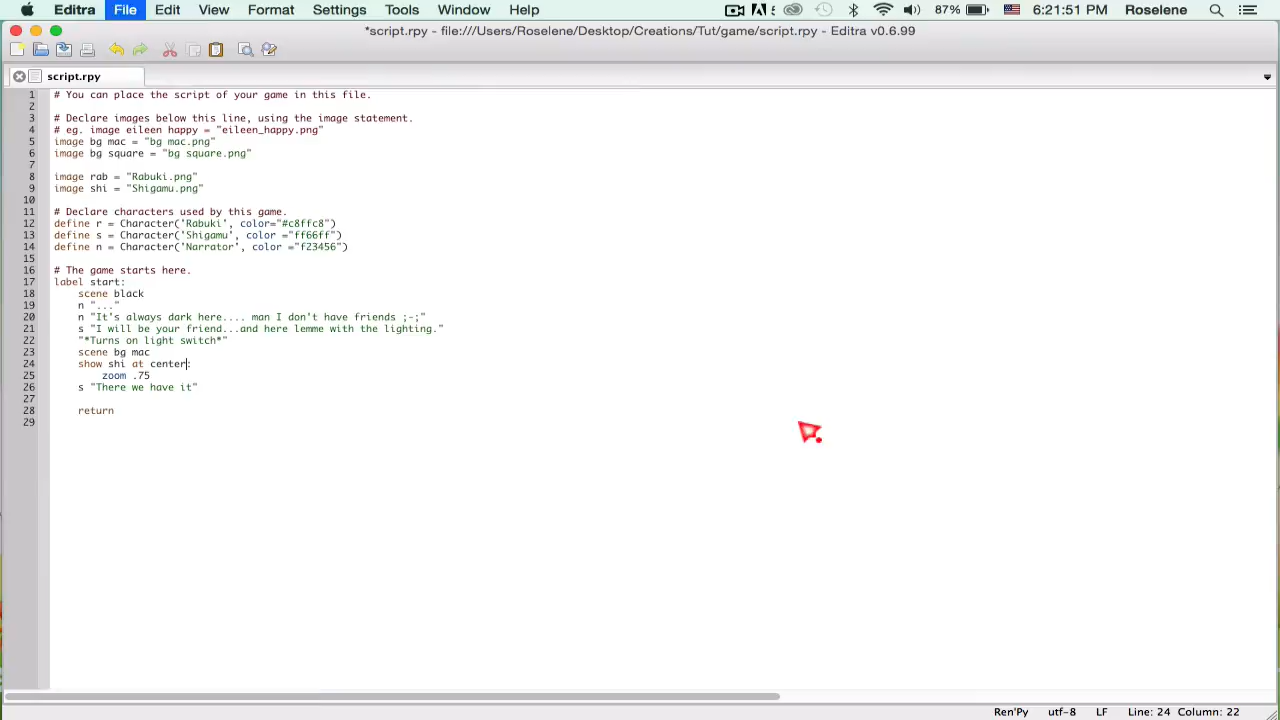 Editra File Edit View Format Settings Tools Window Help 87% 6:21:51 PM Roselene
*script.rpy - file:///Users/Roselene/Desktop/Creations/Tut/game/script.rpy - Editra v0.6.99
script.rpy
1 # You can place the script of your game in this file.
2
3 # Declare images below this line, using the image statement.
4 # eg. image eileen happy = "eileen_happy.png"
5 image bg mac = "bg mac.png"
6 image bg square = "bg square.png"
7
8 image rab = "Rabuki.png"
9 image shi = "Shigamu.png"
10
11 # Declare characters used by this game.
12 define r = Character('Rabuki', color="#c8ffc8")
13 define s = Character('Shigamu', color ="ff66ff")
14 define n = Character('Narrator', color ="f23456")
15
16 # The game starts here.
17 label start:
18 scene black
19 n "..."
20 n "It's always dark here.... man I don't have friends ;-;"
21 s "I will be your friend...and here lemme with the lighting."
22 "*Turns on light switch*"
23 scene bg mac
24 show shi at center:
25 zoom .75
26 s "There we have it"
27
28 return
29
Ren'Py utf-8 LF Line: 24 Column: 22